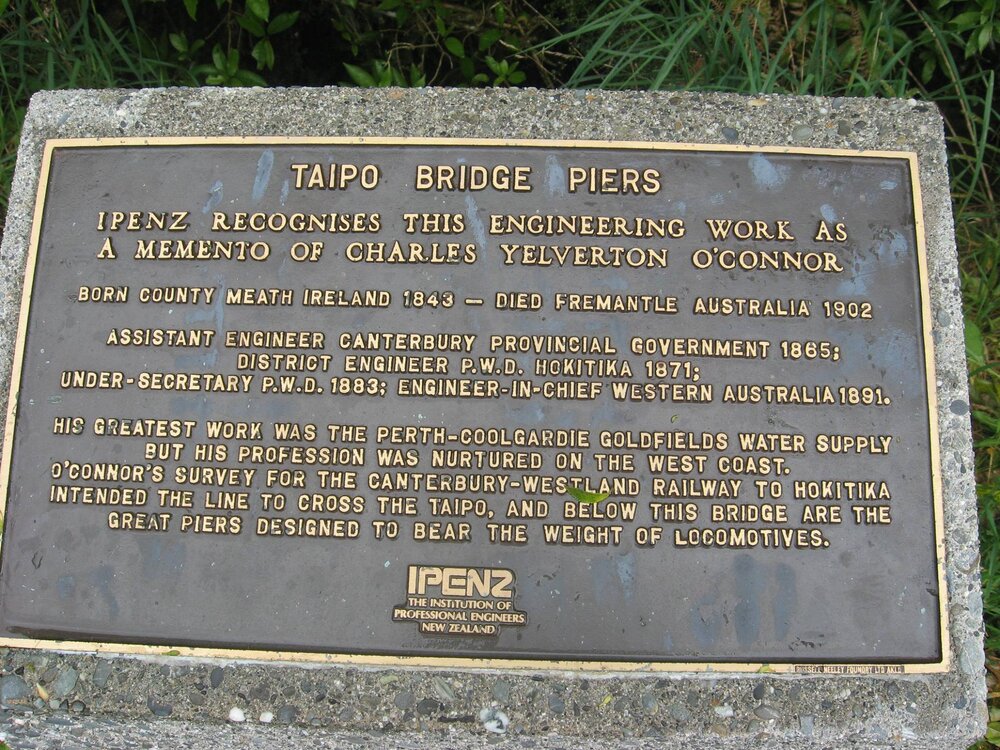 TAIPO BRIDGE PIERS
IPENZ RECOGNISES THIS ENGINEERING WORK AS
A MEMENTO OF CHARLES YELVERTON O'CONNOR
BORN COUNTY MEATH IRELAND 1843 — DIED FREMANTLE AUSTRALIA 1902
ASSISTANT ENGINEER CANTERBURY PROVINCIAL GOVERNMENT 1865;
DISTRICT ENGINEER P.W.D. HOKITIKA 1871;
UNDER-SECRETARY P.W.D. 1883; ENGINEER-IN-CHIEF WESTERN AUSTRALIA 1891.
HIS GREATEST WORK WAS THE PERTH-COOLGARDIE GOLDFIELDS WATER SUPPLY
BUT HIS PROFESSION WAS NURTURED ON THE WEST COAST.
O'CONNOR'S SURVEY FOR THE CANTERBURY-WESTLAND RAILWAY TO HOKITIKA
INTENDED THE LINE TO CROSS THE TAIPO, AND BELOW THIS BRIDGE ARE THE
GREAT PIERS DESIGNED TO BEAR THE WEIGHT OF LOCOMOTIVES.
IPENZ
THE INSTITUTION OF
PROFESSIONAL ENGINEERS
NEW ZEALAND
FOUNDRY LTD